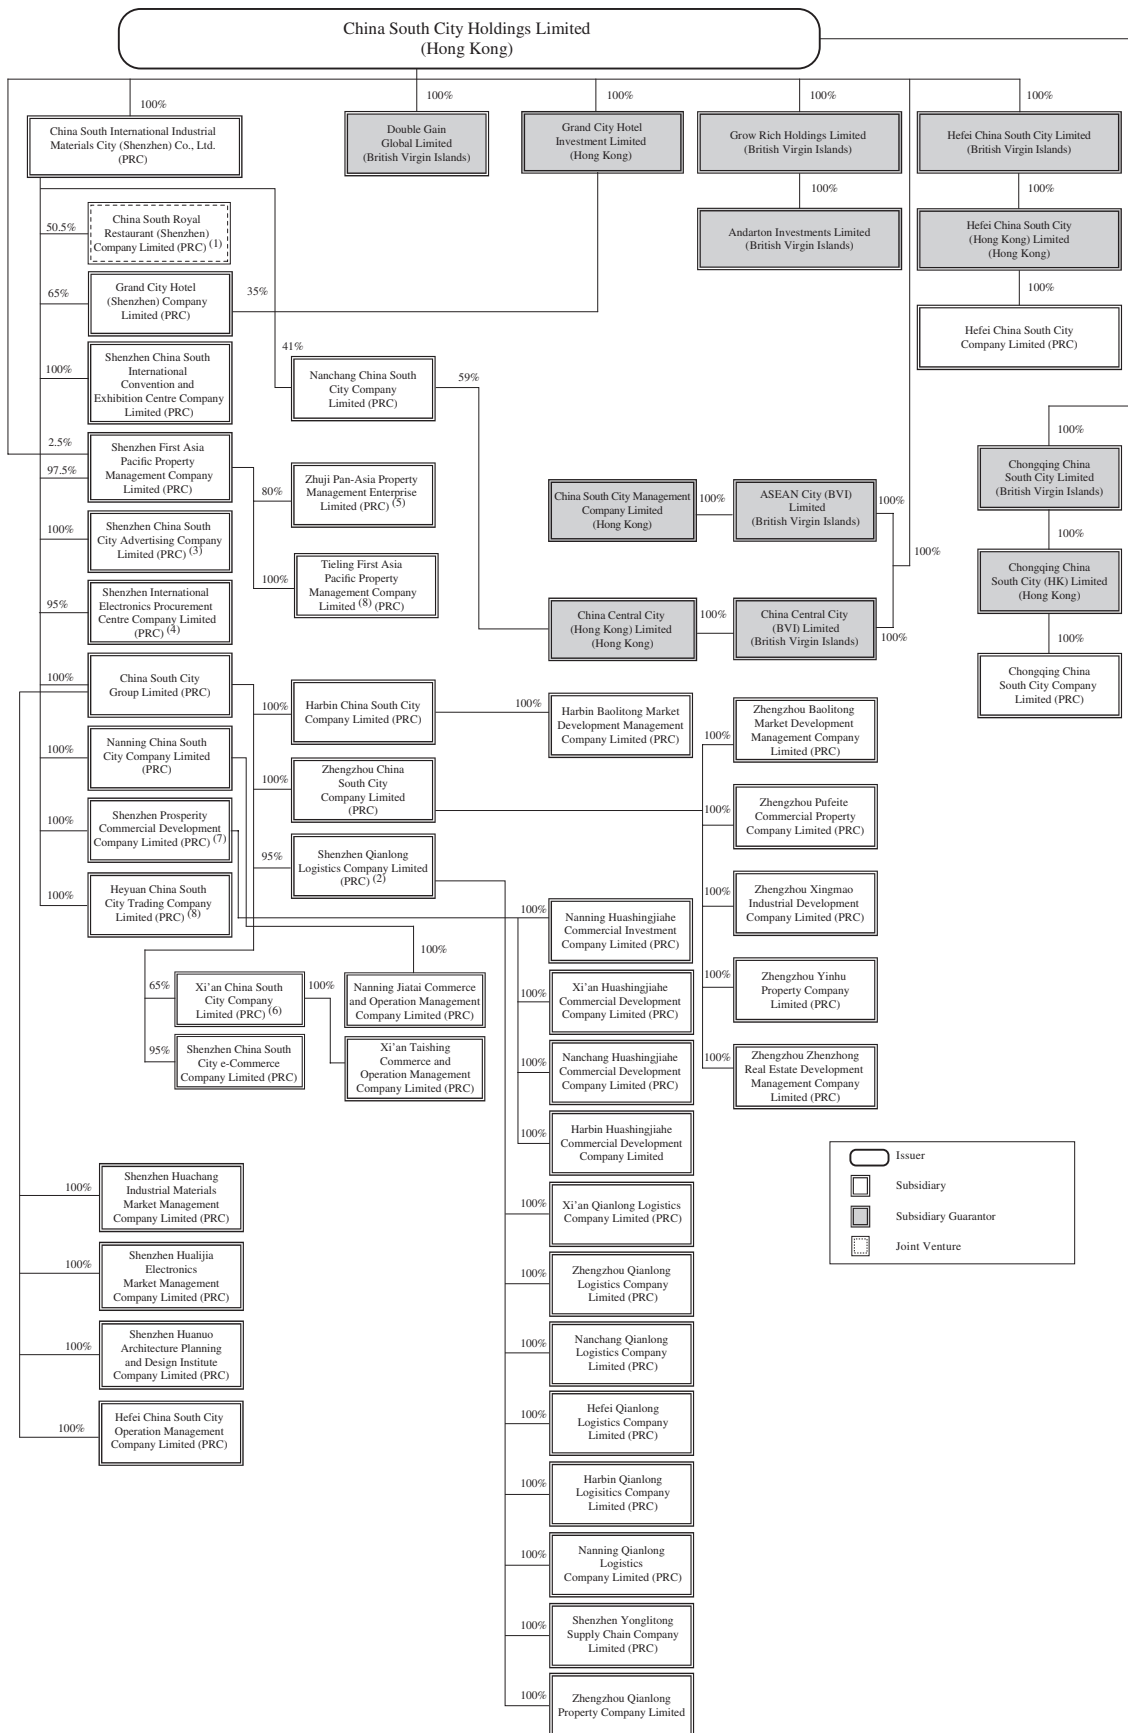 China South City Holdings Limited
(Hong Kong)
100%
100%
100%
100%
100%
China South International Industrial
Materials City (Shenzhen) Co., Ltd.
(PRC)
Double Gain
Global Limited
(British Virgin Islands)
Grand City Hotel
Investment Limited
(Hong Kong)
Grow Rich Holdings Limited
(British Virgin Islands)
Hefei China South City Limited
(British Virgin Islands)
100%
100%
50.5%
China South Royal
Restaurant (Shenzhen)
Company Limited (PRC) (1)
Andarton Investments Limited
(British Virgin Islands)
Hefei China South City
(Hong Kong) Limited
(Hong Kong)
65%
Grand City Hotel
(Shenzhen) Company
Limited (PRC)
35%
100%
Hefei China South City
Company Limited (PRC)
100%
Shenzhen China South
International
Convention and
Exhibition Centre Company
Limited (PRC)
41%
Nanchang China South
City Company
Limited (PRC)
59%
2.5%
97.5%
Shenzhen First Asia
Pacific Property
Management Company
Limited (PRC)
100%
Chongqing China
South City Limited
(British Virgin Islands)
80%
Zhuji Pan-Asia Property
Management Enterprise
Limited (PRC) (5)
China South City Management
Company Limited
(Hong Kong)
100%
ASEAN City (BVI)
Limited
(British Virgin Islands)
100%
100%
100%
100%
Shenzhen China South
City Advertising Company
Limited (PRC) (3)
100%
Tieling First Asia
Pacific Property
Management Company
Limited (8) (PRC)
Chongqing China
South City (HK) Limited
(Hong Kong)
95%
Shenzhen International
Electronics Procurement
Centre Company Limited
(PRC) (4)
China Central City
(Hong Kong) Limited
(Hong Kong)
100%
China Central City
(BVI) Limited
(British Virgin Islands)
100%
100%
Chongqing China
South City Company
Limited (PRC)
100%
China South City
Group Limited (PRC)
100%
Harbin China South City
Company Limited (PRC)
100%
Harbin Baolitong Market
Development Management
Company Limited (PRC)
100%
Zhengzhou Baolitong
Market Development
Management Company
Limited (PRC)
100%
Nanning China South
City Company Limited
(PRC)
100%
Zhengzhou China
South City
Company Limited
(PRC)
100%
Zhengzhou Pufeite
Commercial Property
Company Limited (PRC)
100%
Shenzhen Prosperity
Commercial Development
Company Limited (PRC) (7)
95%
Shenzhen Qianlong
Logistics Company Limited
(PRC) (2)
100%
Zhengzhou Xingmao
Industrial Development
Company Limited (PRC)
100%
Heyuan China South
City Trading Company
Limited (PRC) (8)
100%
Nanning Huashingjiahe
Commercial Investment
Company Limited (PRC)
100%
65%
Xi'an China South
City Company
Limited (PRC) (6)
100%
Nanning Jiatai Commerce
and Operation Management
Company Limited (PRC)
100%
Xi'an Huashingjiahe
Commercial Development
Company Limited (PRC)
100%
Zhengzhou Yinhu
Property Company
Limited (PRC)
95%
Shenzhen China South
City e-Commerce
Company Limited (PRC)
Xi'an Taishing
Commerce and
Operation Management
Company Limited (PRC)
100%
Nanchang Huashingjiahe
Commercial Development
Company Limited (PRC)
100%
Zhengzhou Zhenzhong
Real Estate Development
Management Company
Limited (PRC)
100%
Harbin Huashingjiahe
Commercial Development
Company Limited
Issuer
Subsidiary
Subsidiary Guarantor
Joint Venture
100%
Shenzhen Huachang
Industrial Materials
Market Management
Company Limited (PRC)
100%
Xi'an Qianlong Logistics
Company Limited (PRC)
100%
Shenzhen Hualijia
Electronics
Market Management
Company Limited (PRC)
100%
Zhengzhou Qianlong
Logistics Company
Limited (PRC)
100%
Shenzhen Huanuo
Architecture Planning
and Design Institute
Company Limited (PRC)
100%
Nanchang Qianlong
Logistics Company
Limited (PRC)
100%
Hefei China South City
Operation Management
Company Limited (PRC)
100%
Hefei Qianlong
Logistics Company
Limited (PRC)
100%
Harbin Qianlong
Logisitics Company
Limited (PRC)
100%
Nanning Qianlong
Logistics
Company Limited (PRC)
100%
Shenzhen Yonglitong
Supply Chain Company
Limited (PRC)
100%
Zhengzhou Qianlong
Property Company Limited